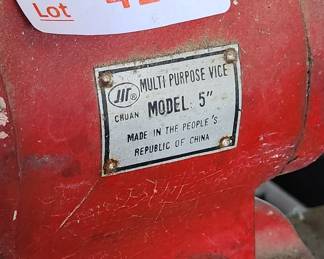 Lot
MULTI PURPOSE VICE
®
CHUAN
MODEL: 5"
MADE IN THE PEOPLE'S
REPUBLIC OF CHINA